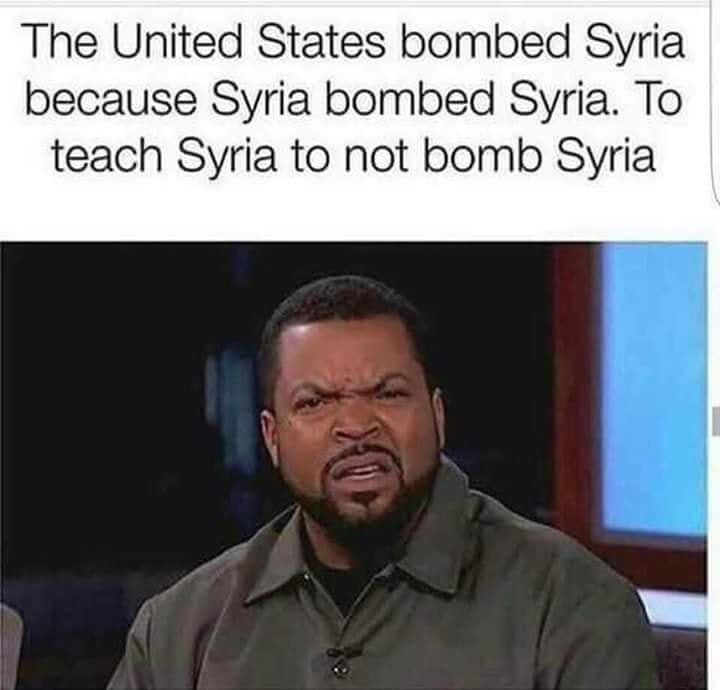 The United States bombed Syria
because Syria bombed Syria. To
teach Syria to not bomb Syria